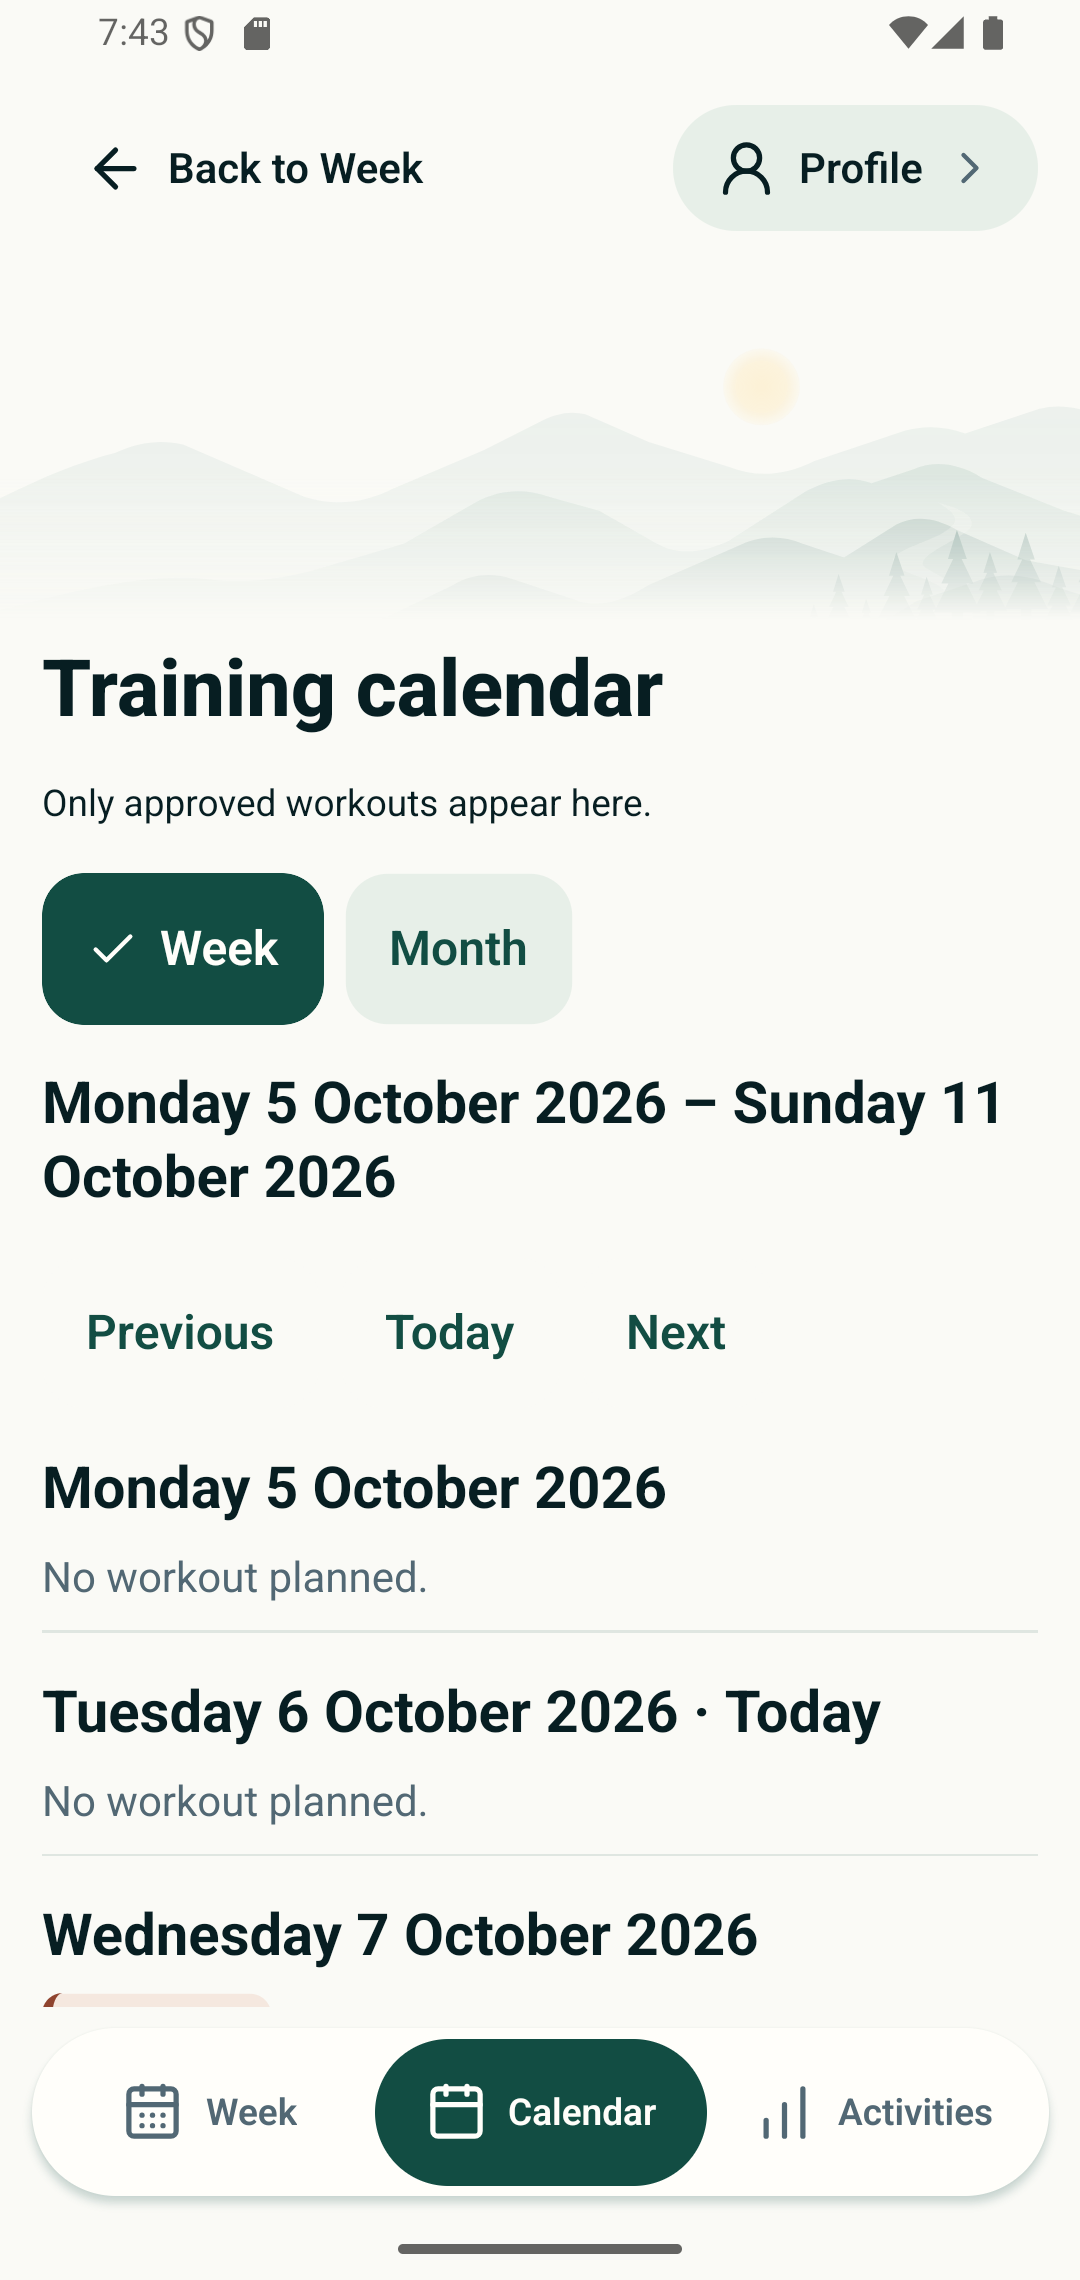 7:43
Back to Week
Profile
Training calendar
Only approved workouts appear here.
Week
Month
Monday 5 October 2026 – Sunday 11
October 2026
Previous
Today
Next
Monday 5 October 2026
No workout planned.
Tuesday 6 October 2026 · Today
No workout planned.
Wednesday 7 October 2026
Week
Calendar
Activities